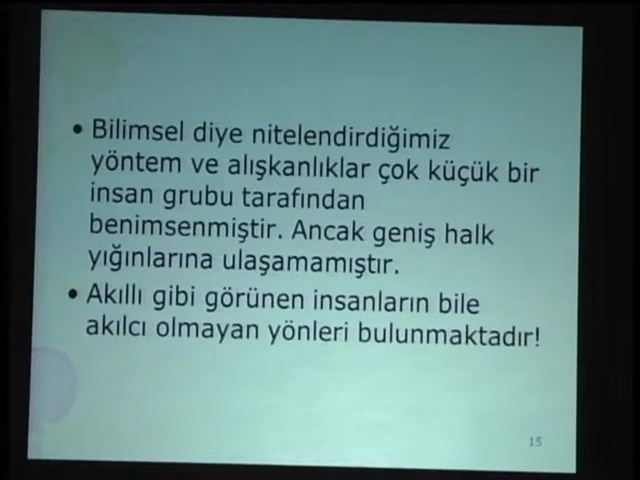 • Bilimsel diye nitelendirdiğimiz
yöntem ve alışkanlıklar çok küçük bir
insan grubu tarafından
benimsenmiştir. Ancak geniş halk
yığınlarına ulaşamamıştır.
• Akıllı gibi görünen insanların bile
akılcı olmayan yönleri bulunmaktadır!
15